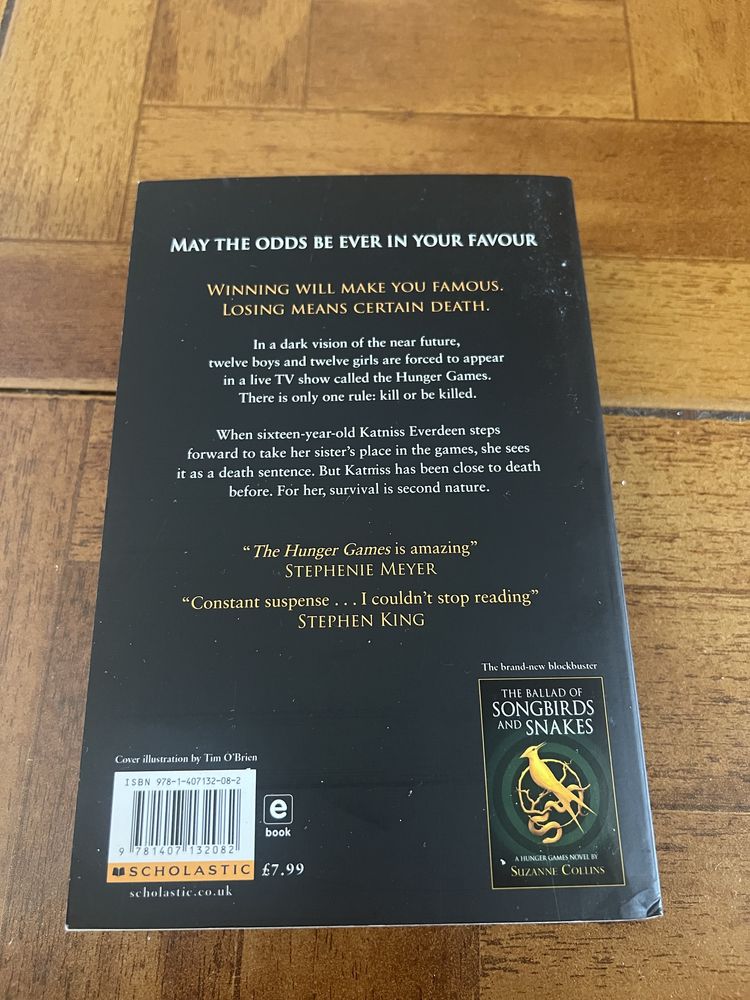 MAY THE ODDS BE EVER IN YOUR FAVOUR
WINNING WILL MAKE YOU FAMOUS.
LOSING MEANS CERTAIN DEATH.
In a dark vision of the near future,
twelve boys and twelve girls are forced to appear
in a live TV show called the Hunger Games.
There is only one rule: kill or be killed.
When sixteen-year-old Katniss Everdeen steps
forward to take her sister's place in the games, she sees
it as a death sentence. But Katniss has been close to death
before. For her, survival is second nature.
“The Hunger Games is amazing”
STEPHENIE MEYER
“Constant suspense . . . I couldn't stop reading”
STEPHEN KING
The brand-new blockbuster
THE BALLAD OF
SONGBIRDS
AND SNAKES
A HUNGER GAMES NOVEL BY
SUZANNE COLLINS
Cover illustration by Tim O'Brien
ISBN 978-1-407132-08-2
9 781407 132082
e
book
SCHOLASTIC
£7.99
scholastic.co.uk